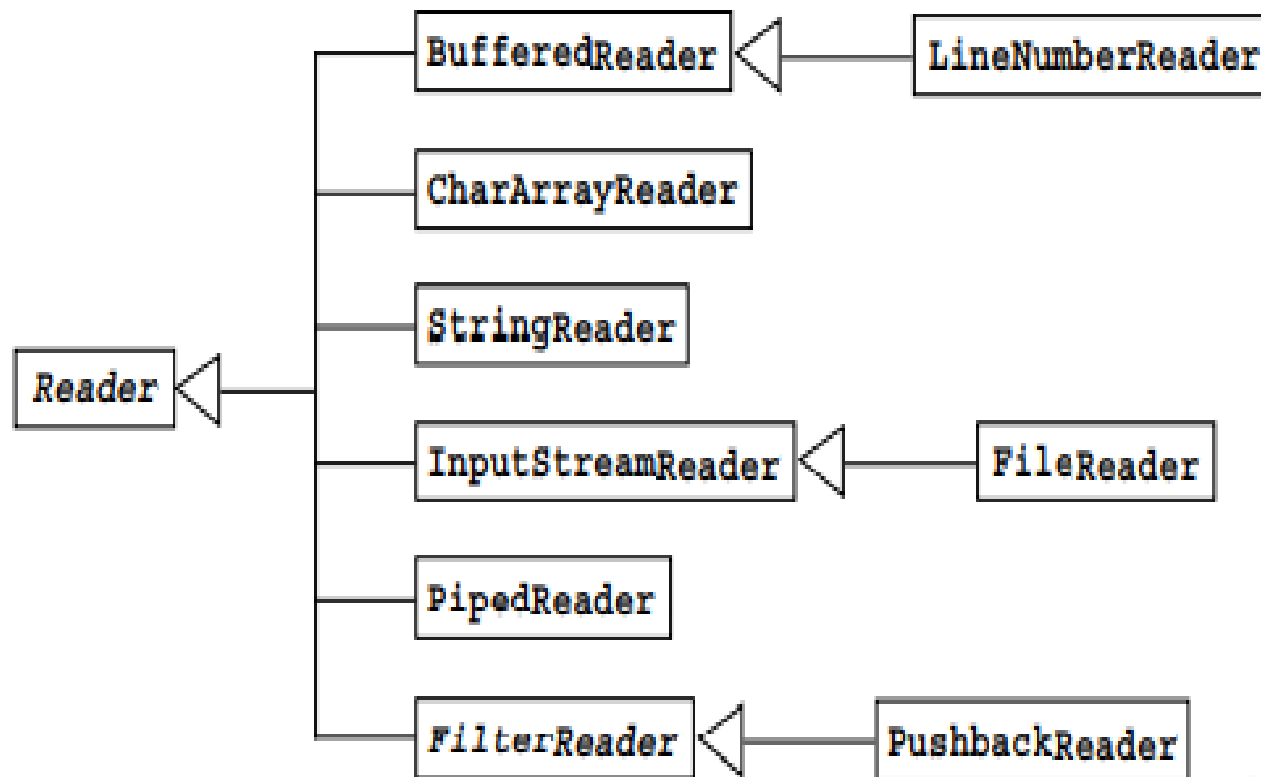 BufferedReader
LineNumberReader
CharArrayReader
StringReader
Reader
InputStreamReader
FileReader
PipedReader
FilterReader
PushbackReader